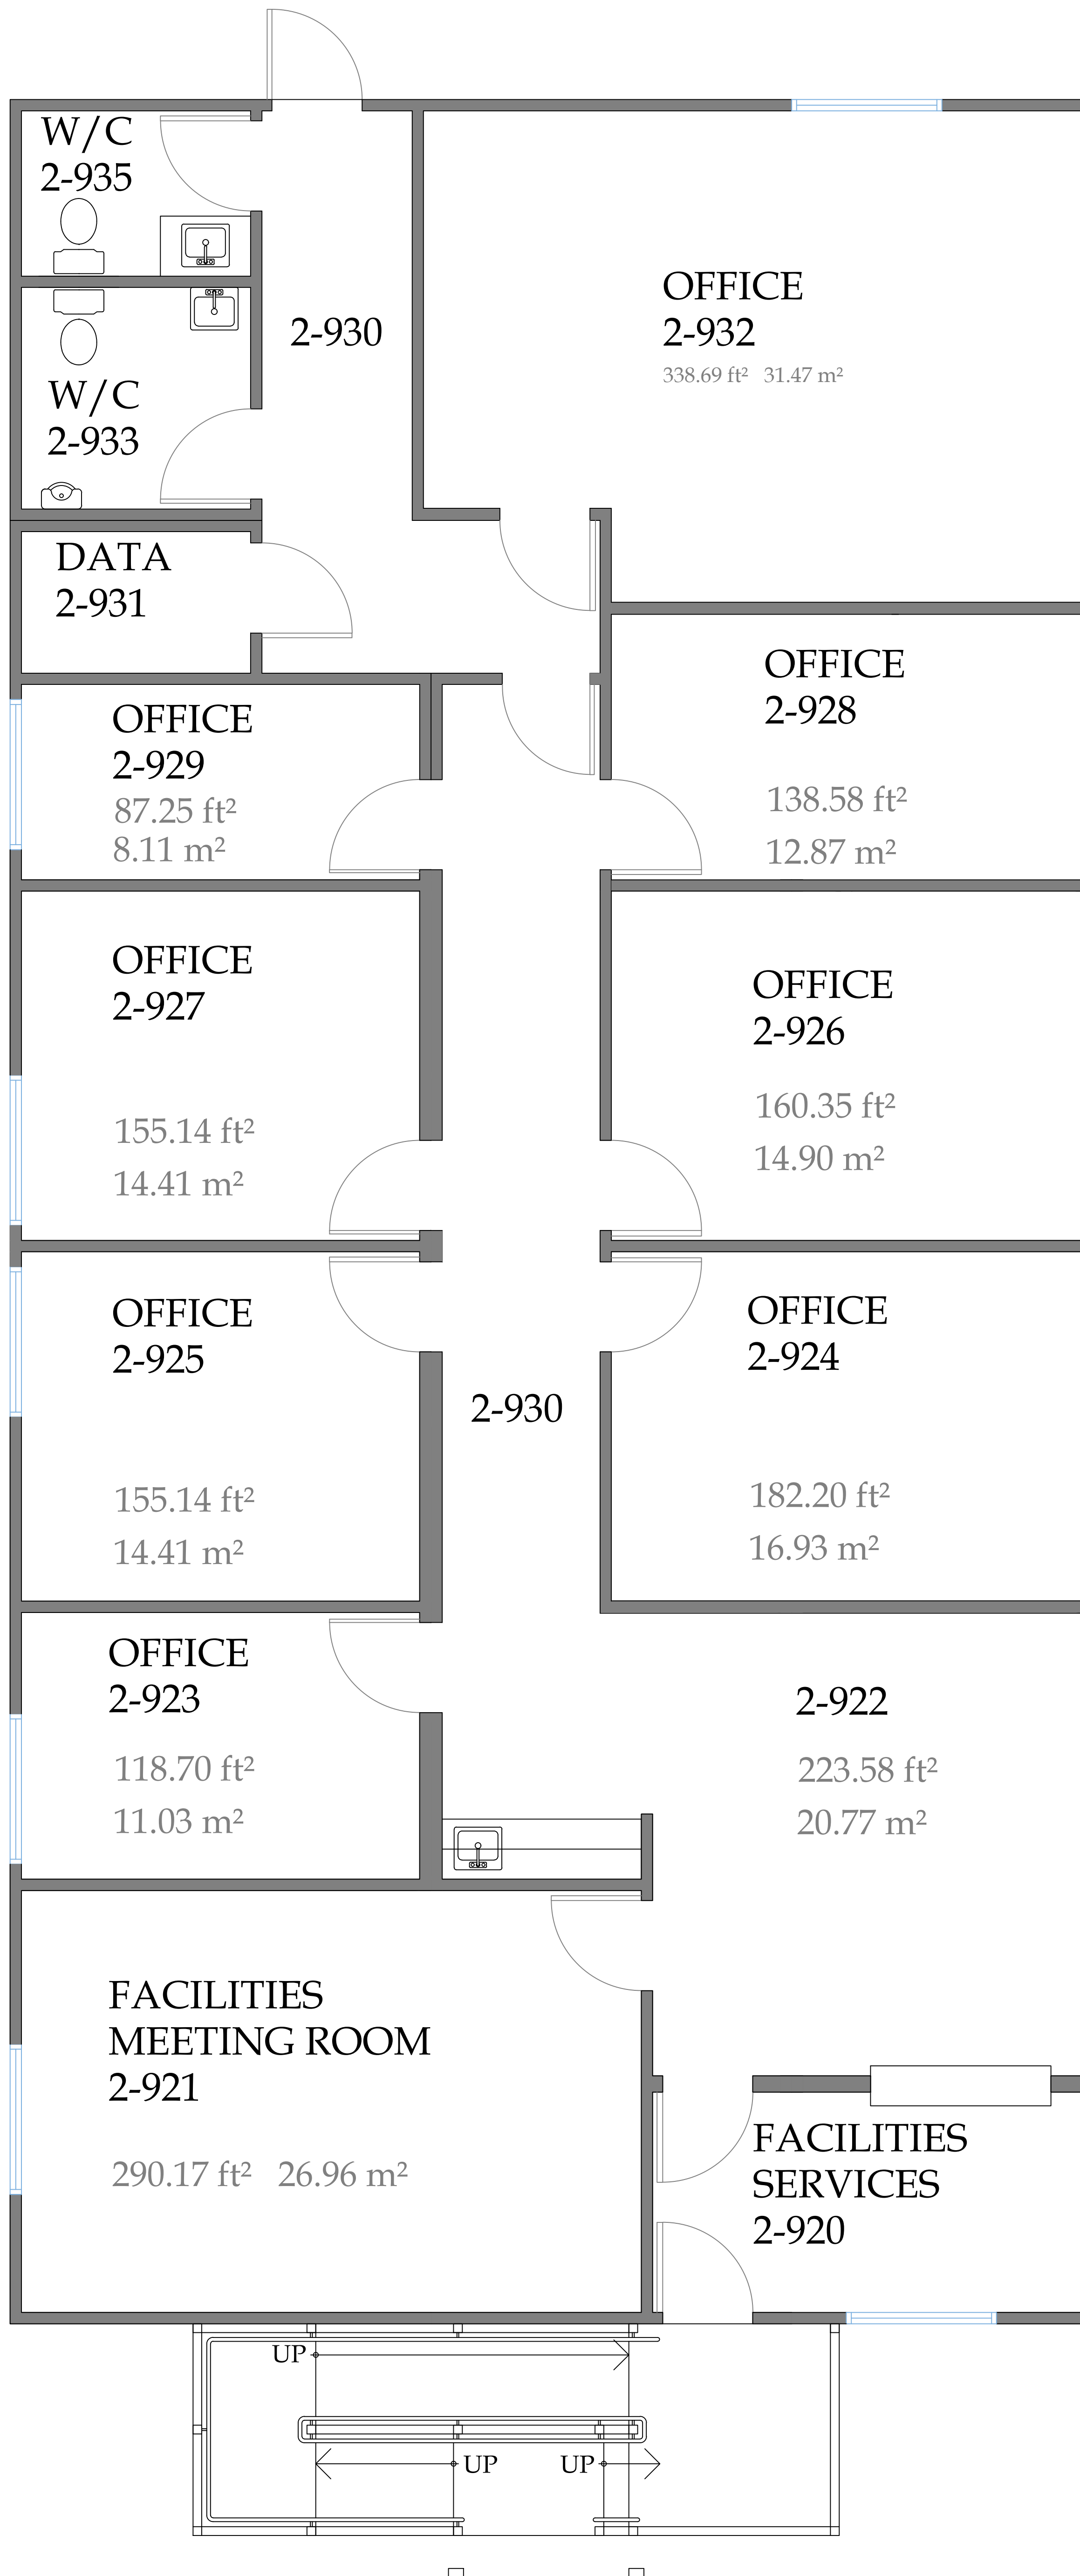 W/C
2-935
2-930
OFFICE
2-932
338.69 ft² 31.47 m²
W/C
2-933
DATA
2-931
OFFICE
2-929
87.25 ft²
8.11 m²
OFFICE
2-928
138.58 ft²
12.87 m²
OFFICE
2-927
155.14 ft²
14.41 m²
OFFICE
2-926
160.35 ft²
14.90 m²
OFFICE
2-925
155.14 ft²
14.41 m²
2-930
OFFICE
2-924
182.20 ft²
16.93 m²
OFFICE
2-923
118.70 ft²
11.03 m²
2-922
223.58 ft²
20.77 m²
FACILITIES
MEETING ROOM
2-921
290.17 ft² 26.96 m²
FACILITIES
SERVICES
2-920
UP
UP
UP